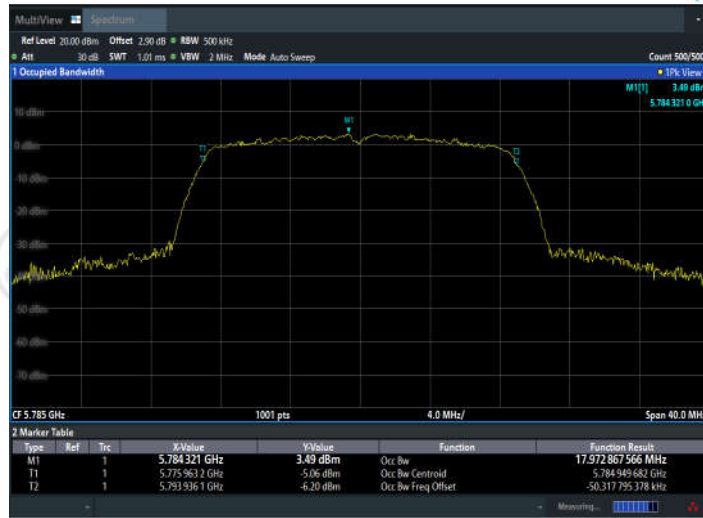 MultiView Spectrum
Ref Level 20.00 dBm Offset 2.90 dB RBW 500 kHz
Att 30 dB SWT 1.01 ms VBW 2 MHz Mode Auto Sweep Count 500/500
1 Occupied Bandwidth 1Pk View
M1[1] 3.49 dBm
5.784 321 0 GHz
M1
10 dBm
T1
T2
0 dBm
-10 dBm
-20 dBm
-30 dBm
-40 dBm
-50 dBm
-60 dBm
-70 dBm
CF 5.785 GHz 1001 pts 4.0 MHz/ Span 40.0 MHz
2 Marker Table
Type Ref Trc X-Value Y-Value Function Function Result
M1 1 5.784 321 GHz 3.49 dBm Occ Bw 17.972 867 566 MHz
T1 1 5.775 963 2 GHz -5.06 dBm Occ Bw Centroid 5.784 949 682 GHz
T2 1 5.793 936 1 GHz -6.20 dBm Occ Bw Freq Offset -50.317 795 378 kHz
Measuring...